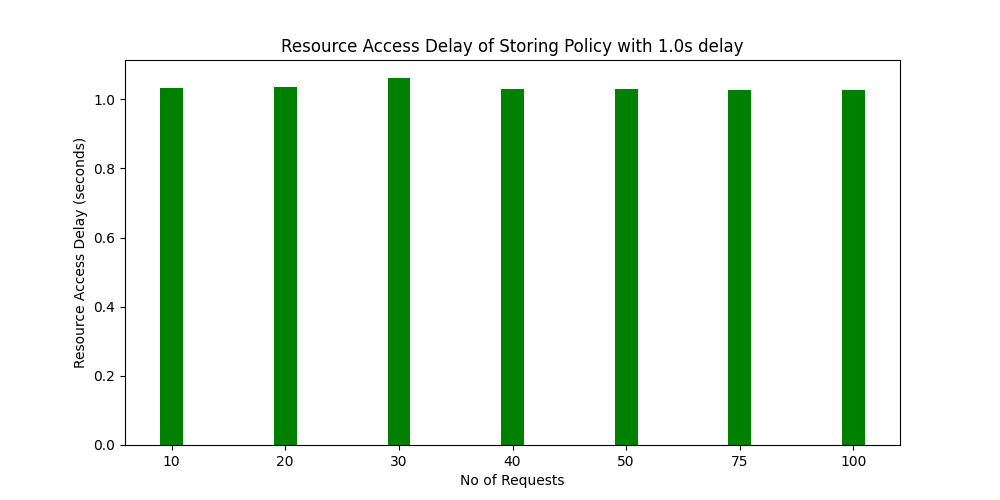 Resource Access Delay of Storing Policy with 1.0s delay
Resource Access Delay (seconds)
1.0
0.8
0.6
0.4
0.2
0.0
10 20 30 40 50 75 100
No of Requests